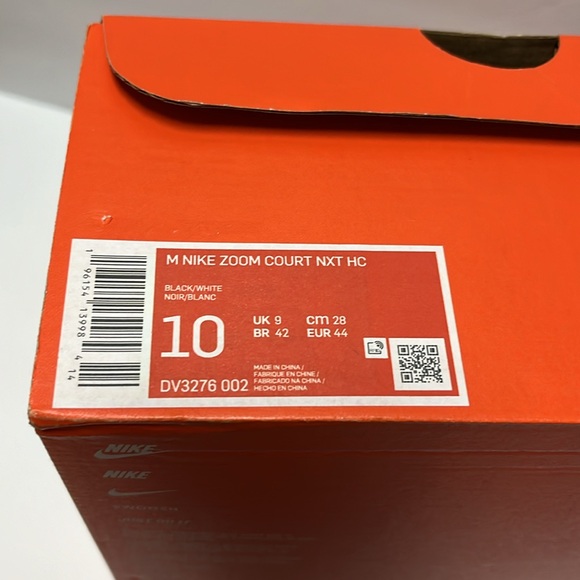 M NIKE ZOOM COURT NXT HC
BLACK/WHITE
NOIR/BLANC
10
UK 9 cm 28
BR 42 EUR 44
DV3276 002
MADE IN CHINA /
FABRIQUE EN CHINE /
FABRICADO NA CHINA /
HECHO EN CHINA
1 96154 13998 4 14
NIKE
NIKE